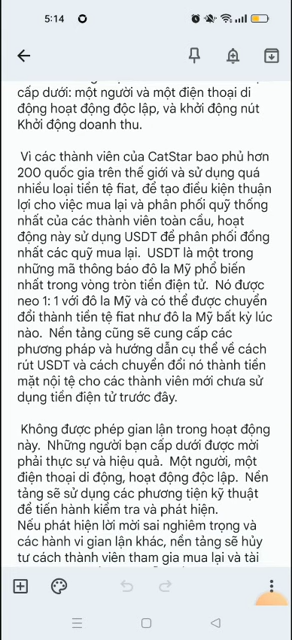 5:14
cấp dưới: một người và một điện thoại di
động hoạt động độc lập, và khởi động nút
Khởi động doanh thu.
Vì các thành viên của CatStar bao phủ hơn
200 quốc gia trên thế giới và sử dụng quá
nhiều loại tiền tệ fiat, để tạo điều kiện thuận
lợi cho việc mua lại và phân phối quỹ thống
nhất của các thành viên toàn cầu, hoạt
động này sử dụng USDT để phân phối đồng
nhất các quỹ mua lại.  USDT là một trong
những mã thông báo đô la Mỹ phổ biến
nhất trong vòng tròn tiền điện tử.  Nó được
neo 1: 1 với đô la Mỹ và có thể được chuyển
đổi thành tiền tệ fiat như đô la Mỹ bất kỳ lúc
nào.  Nền tảng cũng sẽ cung cấp các
phương pháp và hướng dẫn cụ thể về cách
rút USDT và cách chuyển đổi nó thành tiền
mặt nội tệ cho các thành viên mới chưa sử
dụng tiền điện tử trước đây.
Không được phép gian lận trong hoạt động
này.  Những người bạn cấp dưới được mời
phải thực sự và hiệu quả.  Một người, một
điện thoại di động, hoạt động độc lập.  Nền
tảng sẽ sử dụng các phương tiện kỹ thuật
để tiến hành kiểm tra và phát hiện.
Nếu phát hiện lời mời sai nghiêm trọng và
các hành vi gian lận khác, nền tảng sẽ hủy
tư cách thành viên tham gia mua lại và tài